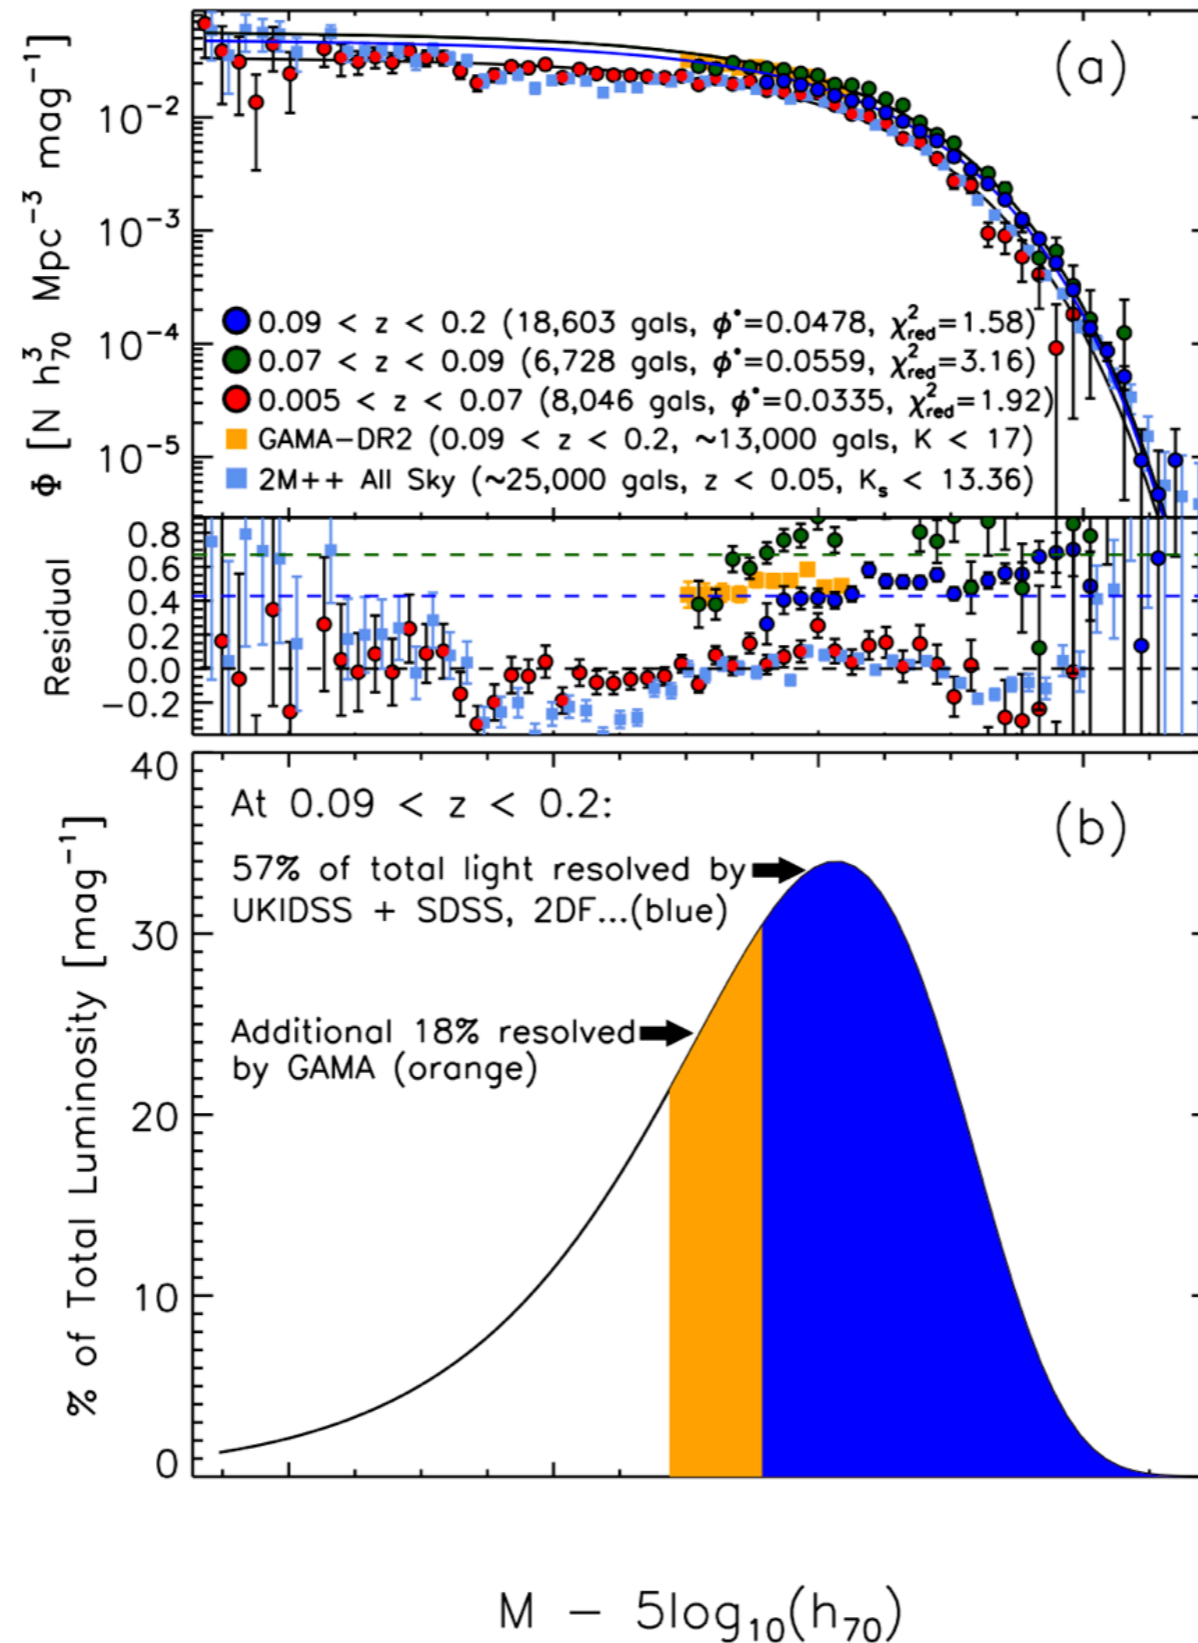 (a)
Φ [N h₇₀³ Mpc⁻³ mag⁻¹]
10⁻²
10⁻³
10⁻⁴
10⁻⁵
0.09 < z < 0.2 (18,603 gals, ϕ*=0.0478, χ²red=1.58)
0.07 < z < 0.09 (6,728 gals, ϕ*=0.0559, χ²red=3.16)
0.005 < z < 0.07 (8,046 gals, ϕ*=0.0335, χ²red=1.92)
GAMA-DR2 (0.09 < z < 0.2, ~13,000 gals, K < 17)
2M++ All Sky (~25,000 gals, z < 0.05, Kₛ < 13.36)
Residual
0.8
0.6
0.4
0.2
0.0
-0.2
(b)
% of Total Luminosity [mag⁻¹]
40
30
20
10
0
At 0.09 < z < 0.2:
57% of total light resolved by
UKIDSS + SDSS, 2DF...(blue)
Additional 18% resolved
by GAMA (orange)
M - 5log₁₀(h₇₀)